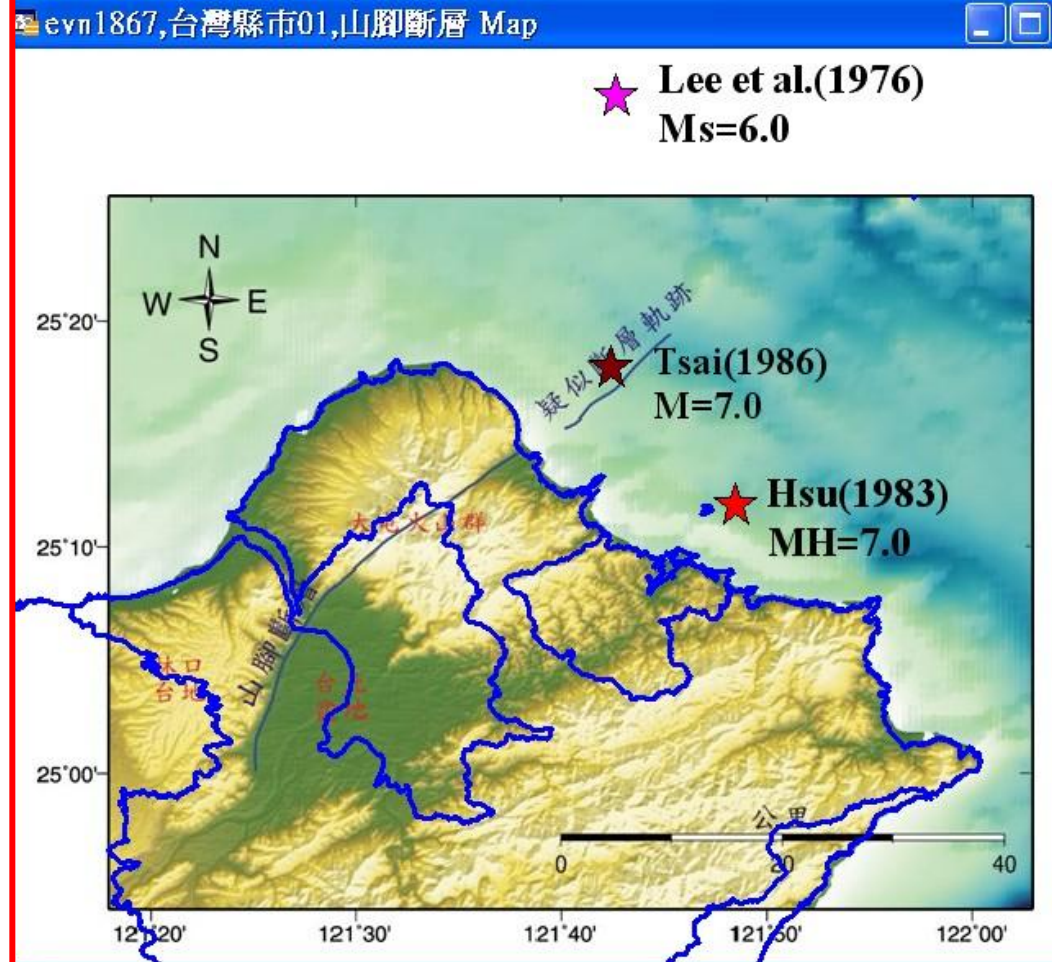 evn1867,台灣縣市01,山腳斷層 Map
Lee et al.(1976)
Ms=6.0
N
W E
S
25°20'
疑似斷層軌跡
Tsai(1986)
M=7.0
Hsu(1983)
MH=7.0
大屯火山群
25°10'
山腳斷層
林口
台地
台北
盆地
25°00'
公里
0 20 40
121°20' 121°30' 121°40' 121°50' 122°00'